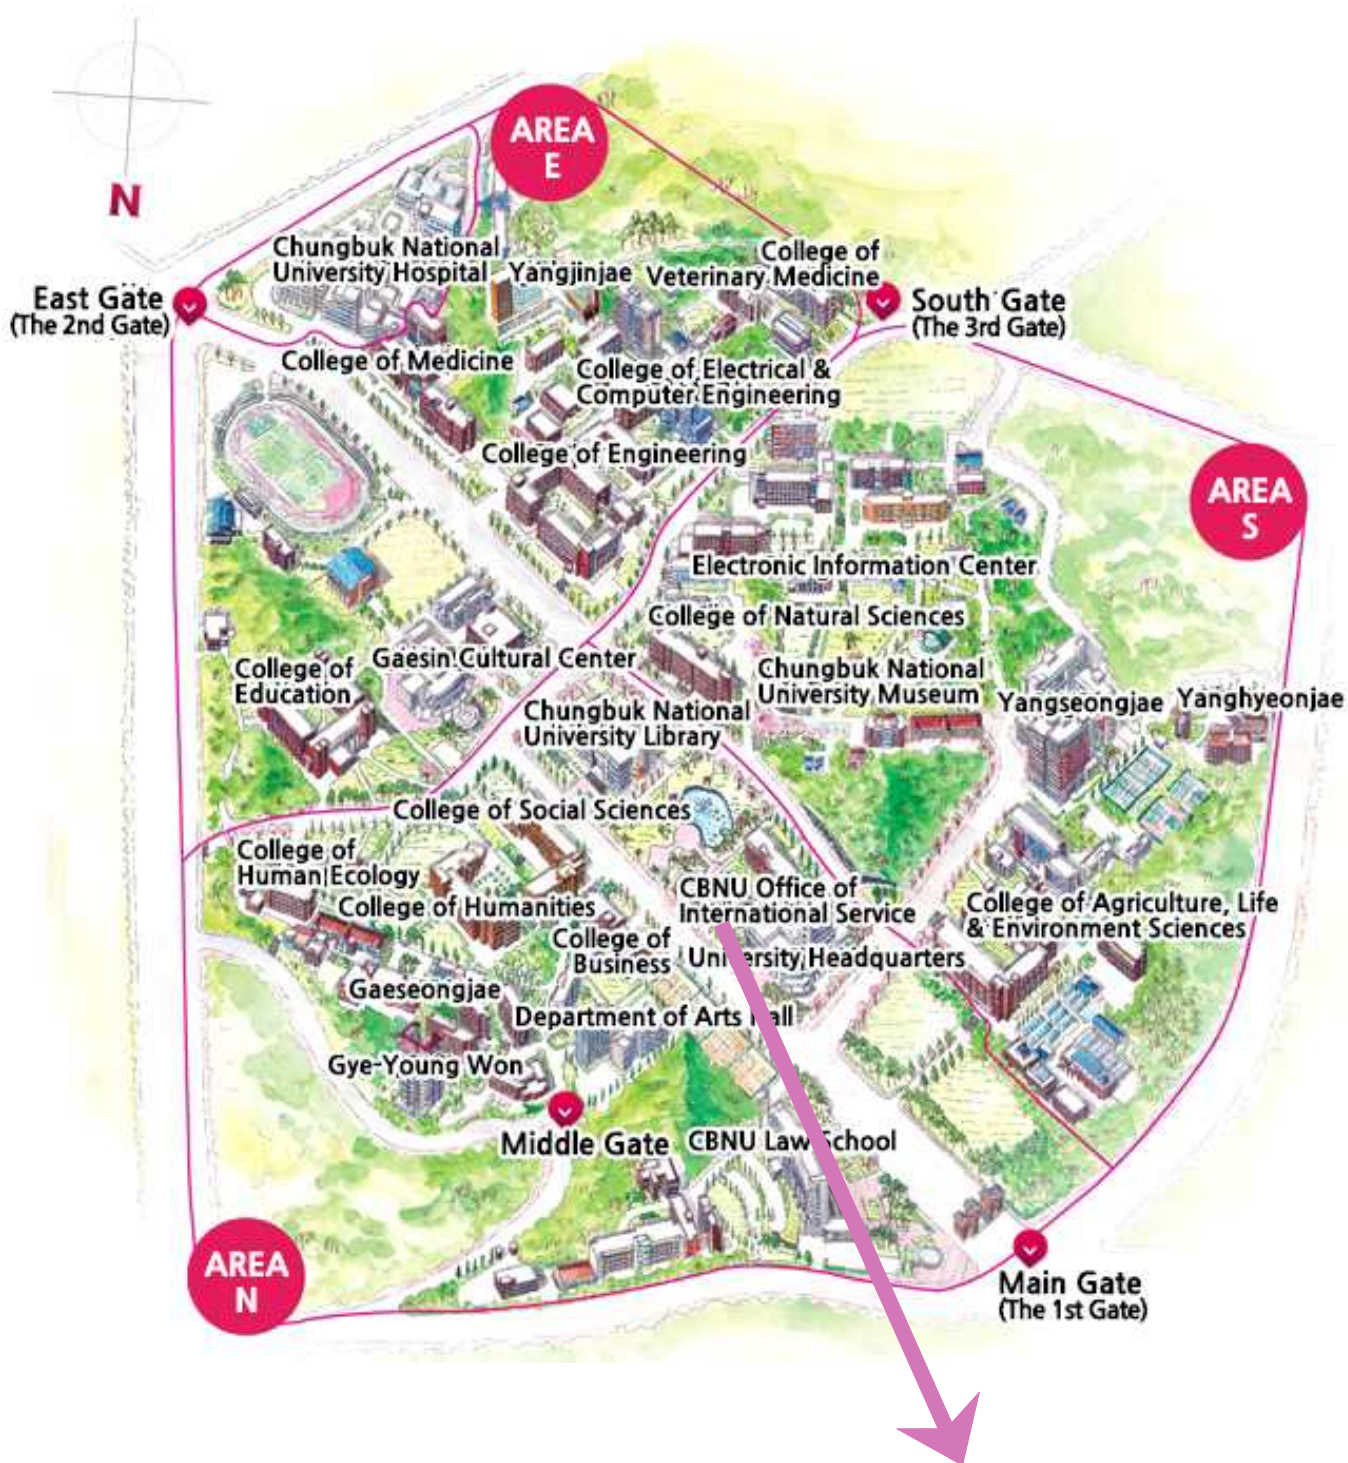 AREA
E
N
Chungbuk National
University Hospital
Yangjinjae
College of
Veterinary Medicine
East Gate
(The 2nd Gate)
South Gate
(The 3rd Gate)
College of Medicine
College of Electrical &
Computer Engineering
College of Engineering
AREA
S
Electronic Information Center
College of Natural Sciences
College of
Education
Gaesin Cultural Center
Chungbuk National
University Museum
Yangseongjae
Yanghyeonjae
Chungbuk National
University Library
College of Social Sciences
College of
Human Ecology
College of Humanities
CBNU Office of
International Service
College of Agriculture, Life
& Environment Sciences
College of
Business
University Headquarters
Gaeseongjae
Department of Arts Hall
Gye-Young Won
Middle Gate
CBNU Law School
AREA
N
Main Gate
(The 1st Gate)